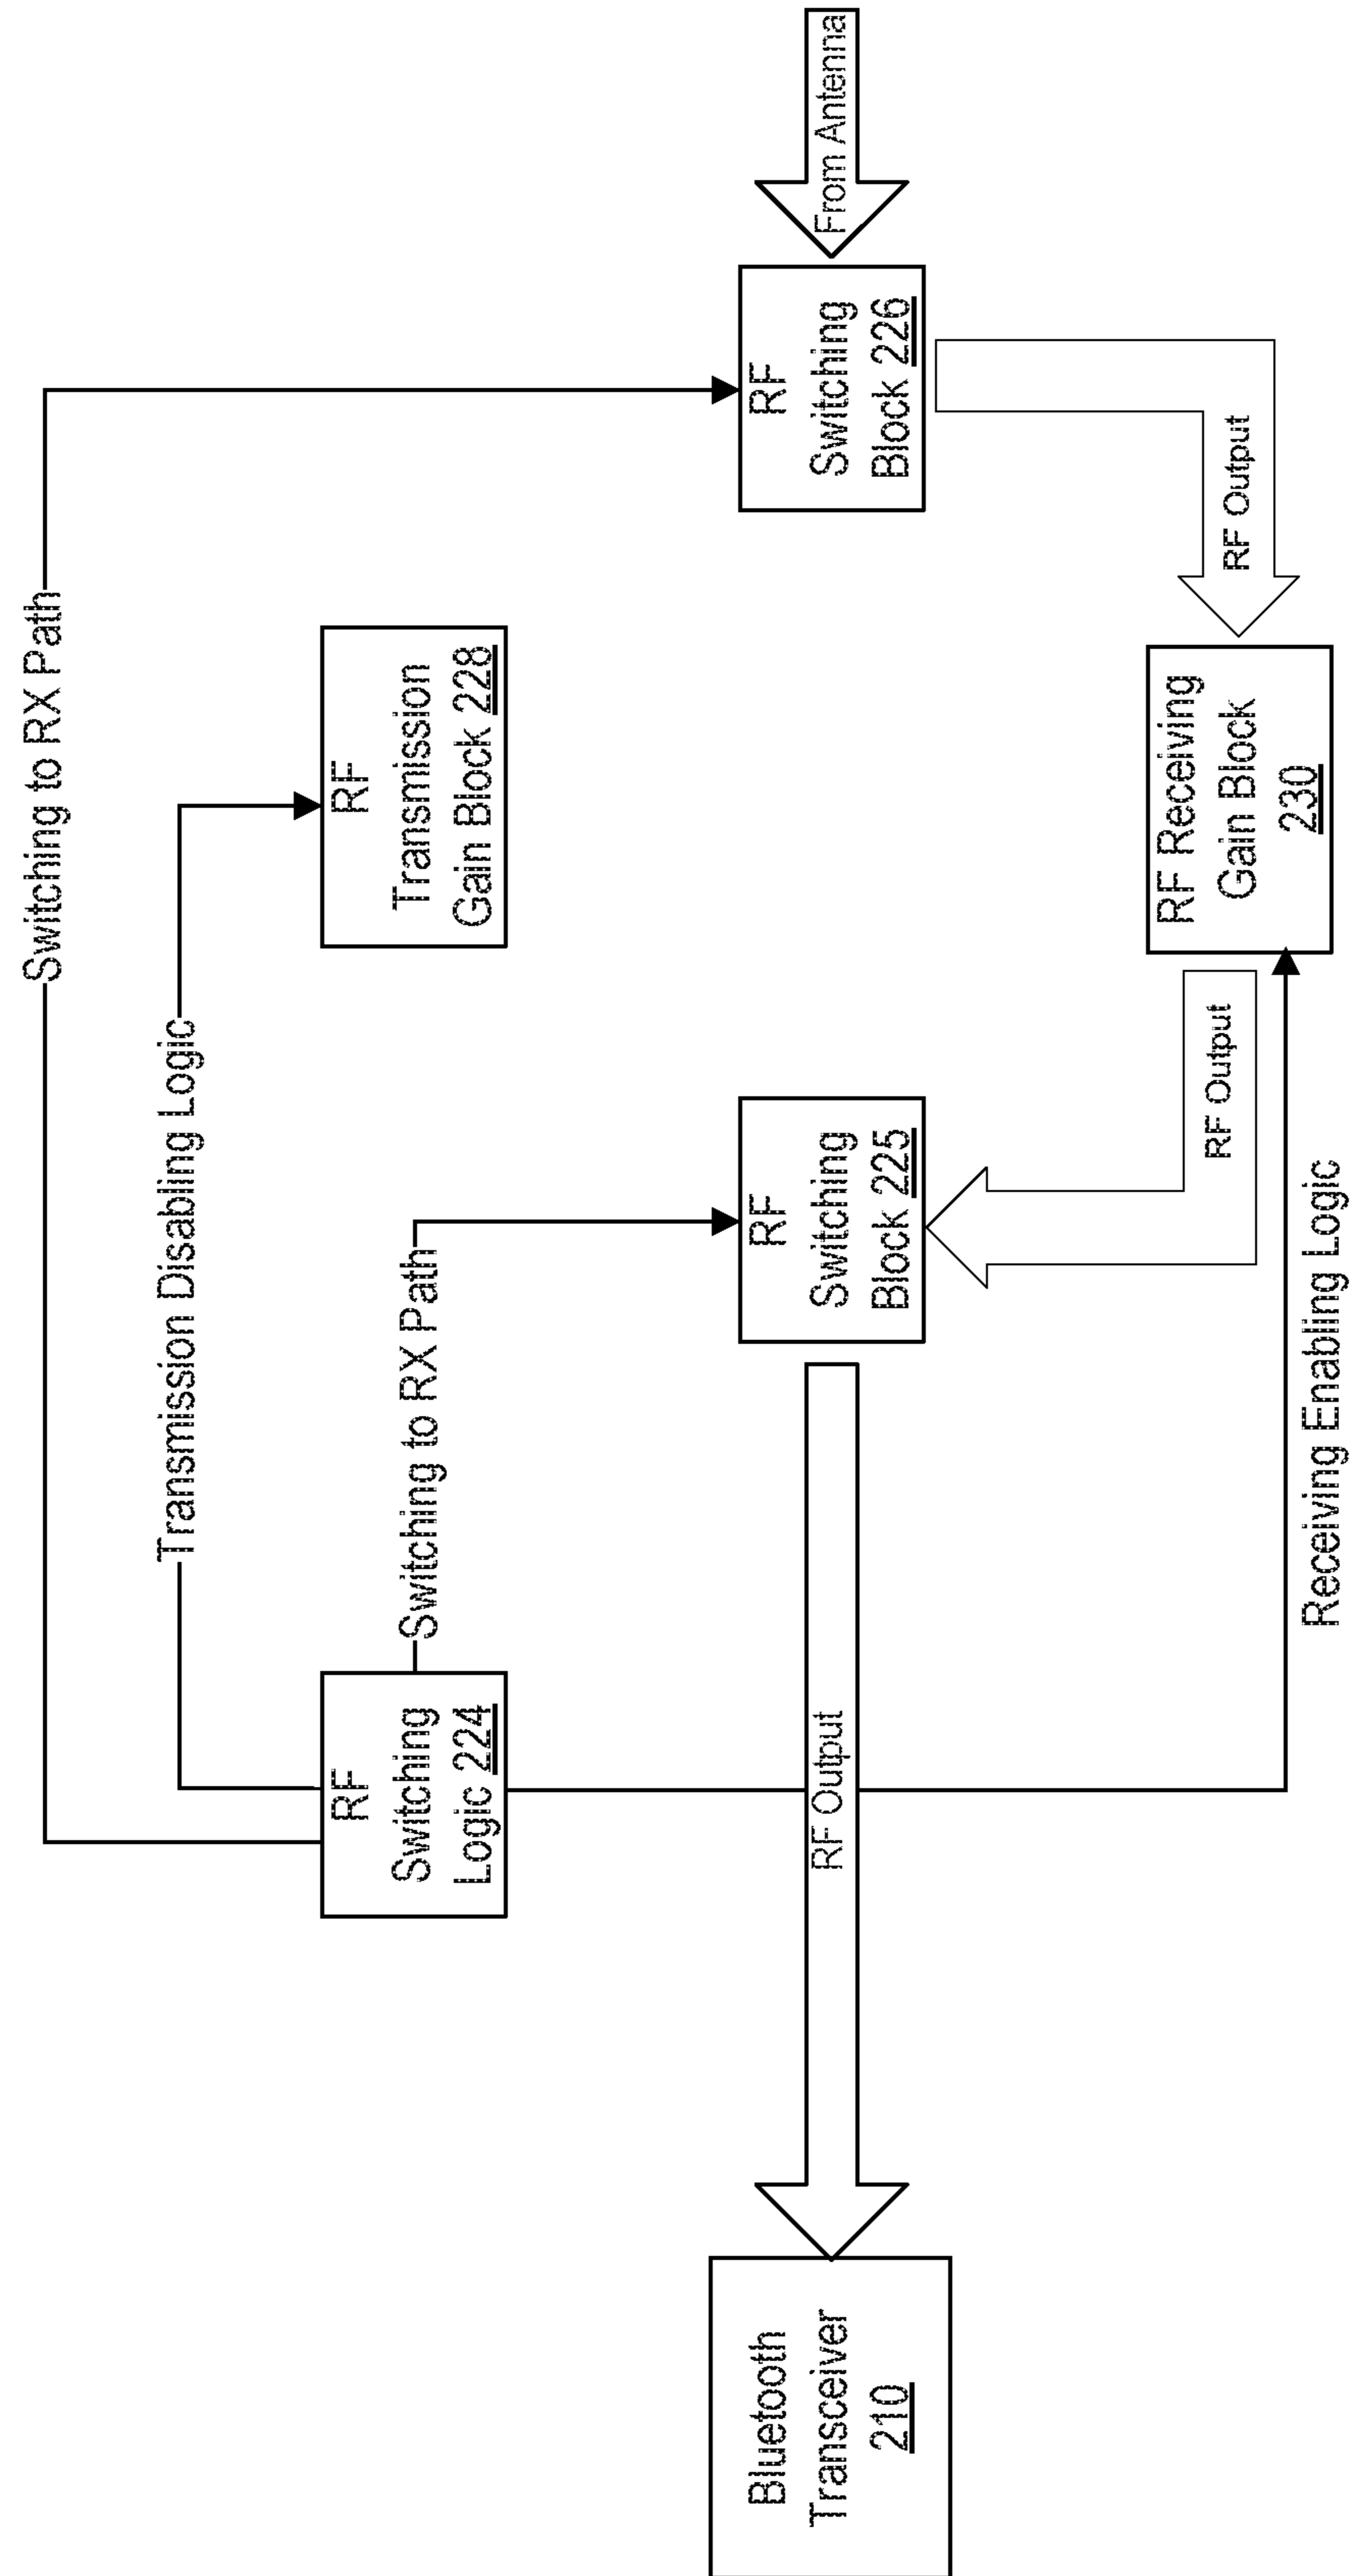 Switching to RX Path
Transmission Disabling Logic
RF
Switching
Logic 224
Switching to RX Path
RF
Transmission
Gain Block 228
Bluetooth
Transceiver
210
RF Output
RF
Switching
Block 225
RF
Switching
Block 226
From Antenna
RF Output
RF Receiving
Gain Block
230
RF Output
Receiving Enabling Logic